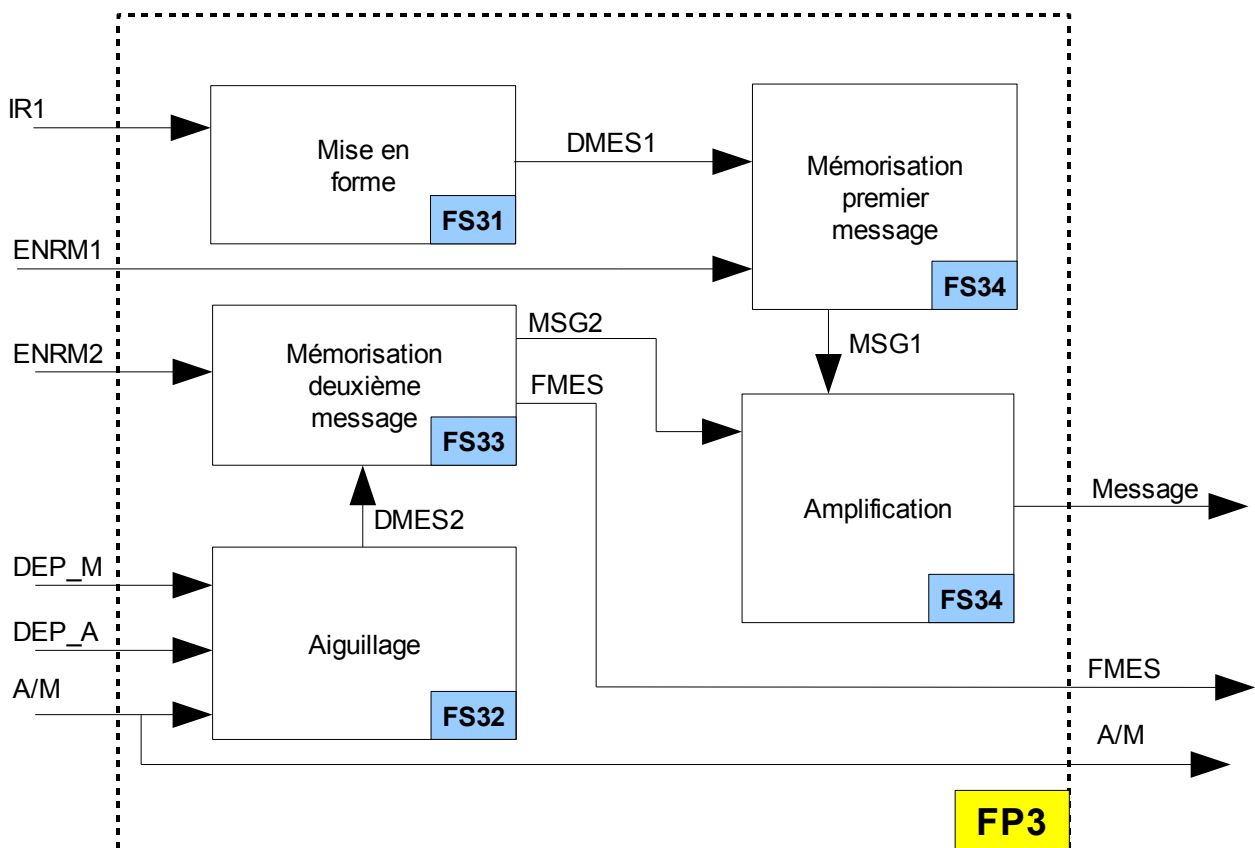 IR1
Mise en
forme
FS31
DMES1
Mémorisation
premier
message
FS34
ENRM1
ENRM2
Mémorisation
deuxième
message
FS33
MSG2
FMES
MSG1
DMES2
Amplification
FS34
Message
DEP_M
DEP_A
A/M
Aiguillage
FS32
FMES
A/M
FP3